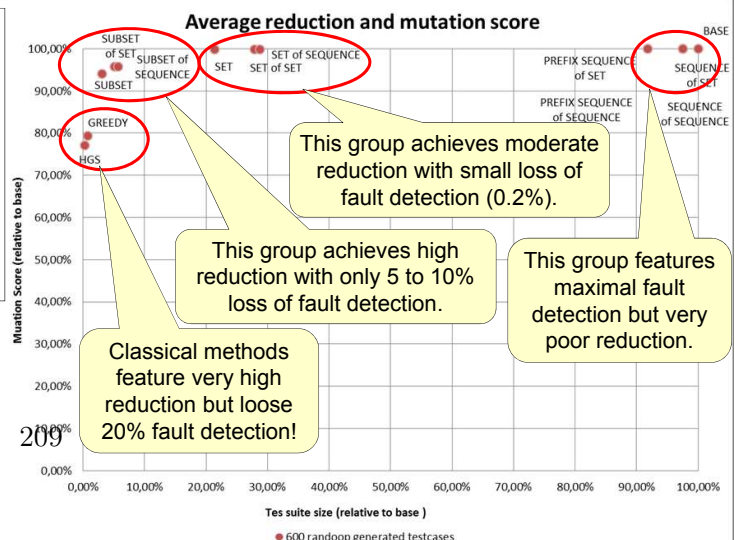 Average reduction and mutation score
Muation Score (relative to base)
100,00%
90,00%
80,00%
70,00%
60,00%
50,00%
40,00%
30,00%
20,00%
10,00%
0,00%
209
SUBSET
of SET
SUBSET of
SEQUENCE
SUBSET
SET
SET of SEQUENCE
SET of SET
BASE
PREFIX SEQUENCE
of SET
SEQUENCE
of SET
PREFIX SEQUENCE
of SEQUENCE
SEQUENCE
of SEQUENCE
GREEDY
HGS
This group achieves moderate
reduction with small loss of
fault detection (0.2%).
This group achieves high
reduction with only 5 to 10%
loss of fault detection.
This group features
maximal fault
detection but very
poor reduction.
Classical methods
feature very high
reduction but loose
20% fault detection!
0,00% 10,00% 20,00% 30,00% 40,00% 50,00% 60,00% 70,00% 80,00% 90,00% 100,00%
Tes suite size (relative to base )
600 randoop generated testcases